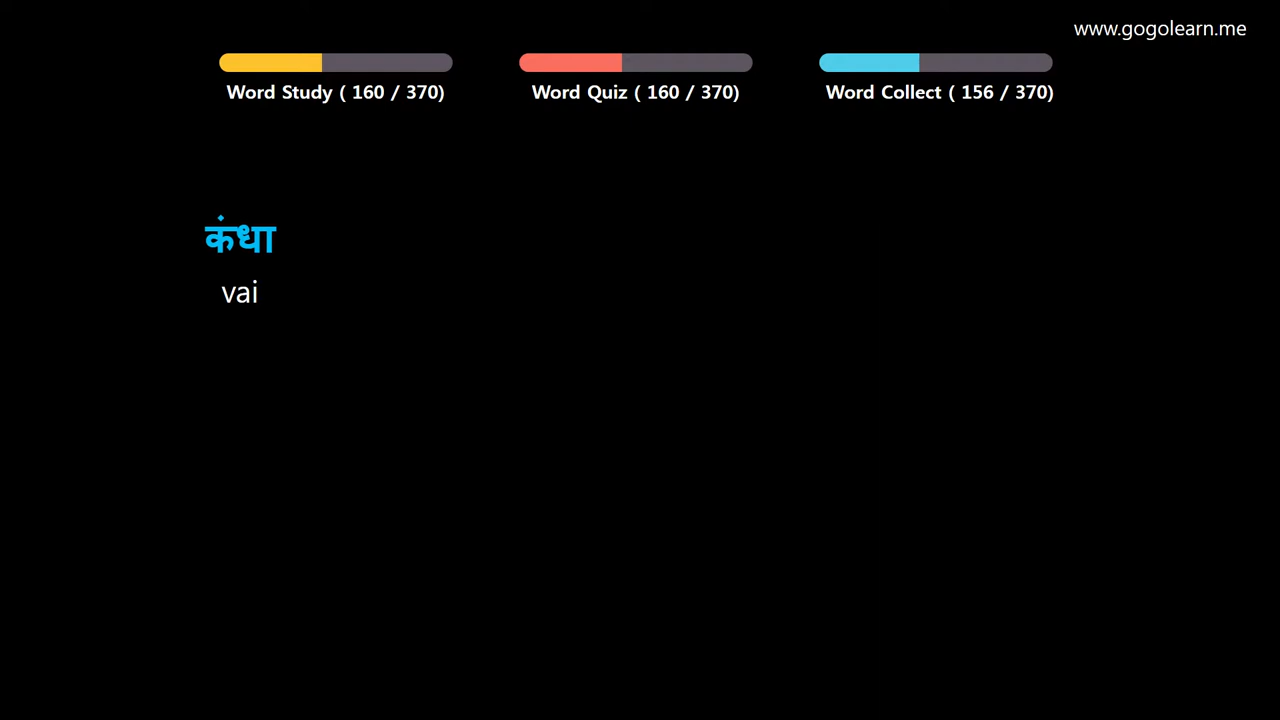 www.gogolearn.me
Word Study ( 160 / 370)
Word Quiz ( 160 / 370)
Word Collect ( 156 / 370)
कंधा
vai